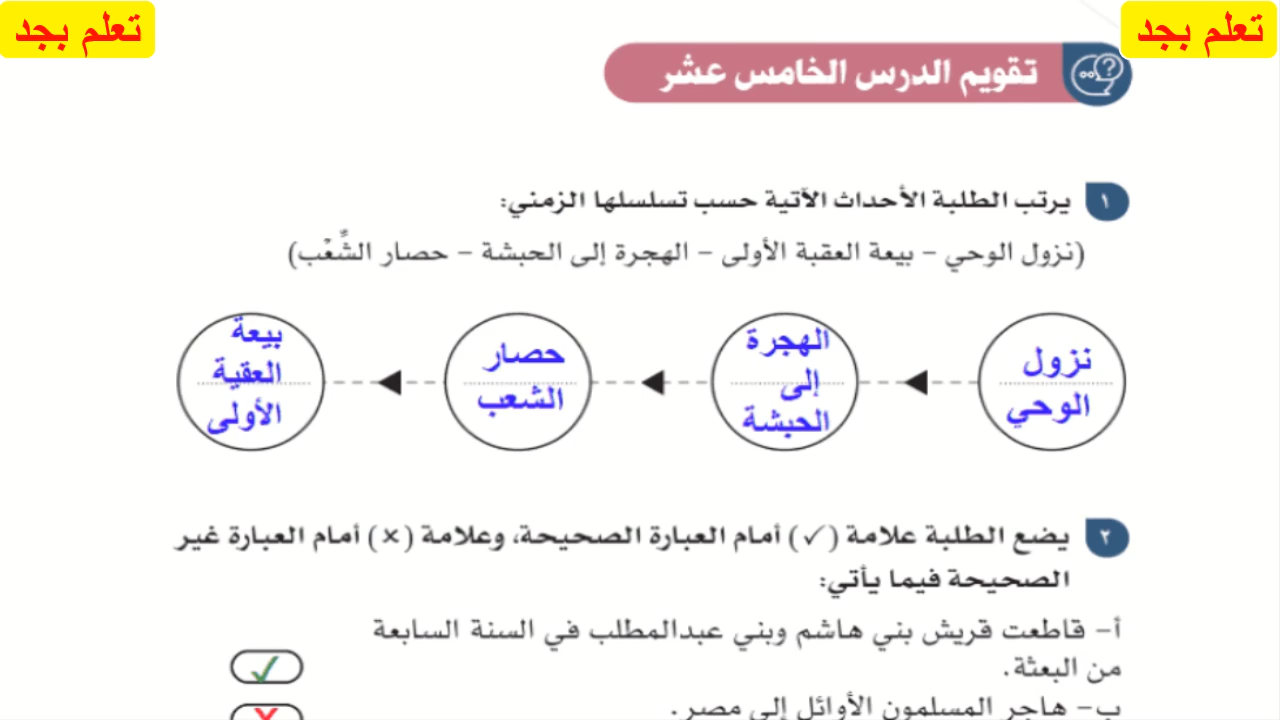 تعلم بجد
تعلم بجد
تقويم الدرس الخامس عشر
١ يرتب الطلبة الأحداث الآتية حسب تسلسلها الزمني:
(نزول الوحي - بيعة العقبة الأولى - الهجرة إلى الحبشة - حصار الشِّعْب)
نزول
الوحي
الهجرة
إلى
الحبشة
حصار
الشعب
بيعة
العقية
الأولى
٢ يضع الطلبة علامة (✓) أمام العبارة الصحيحة، وعلامة (×) أمام العبارة غير
الصحيحة فيما يأتي:
أ- قاطعت قريش بني هاشم وبني عبدالمطلب في السنة السابعة
من البعثة. ✓
ب- هاجر المسلمون الأوائل إلى مصر. X